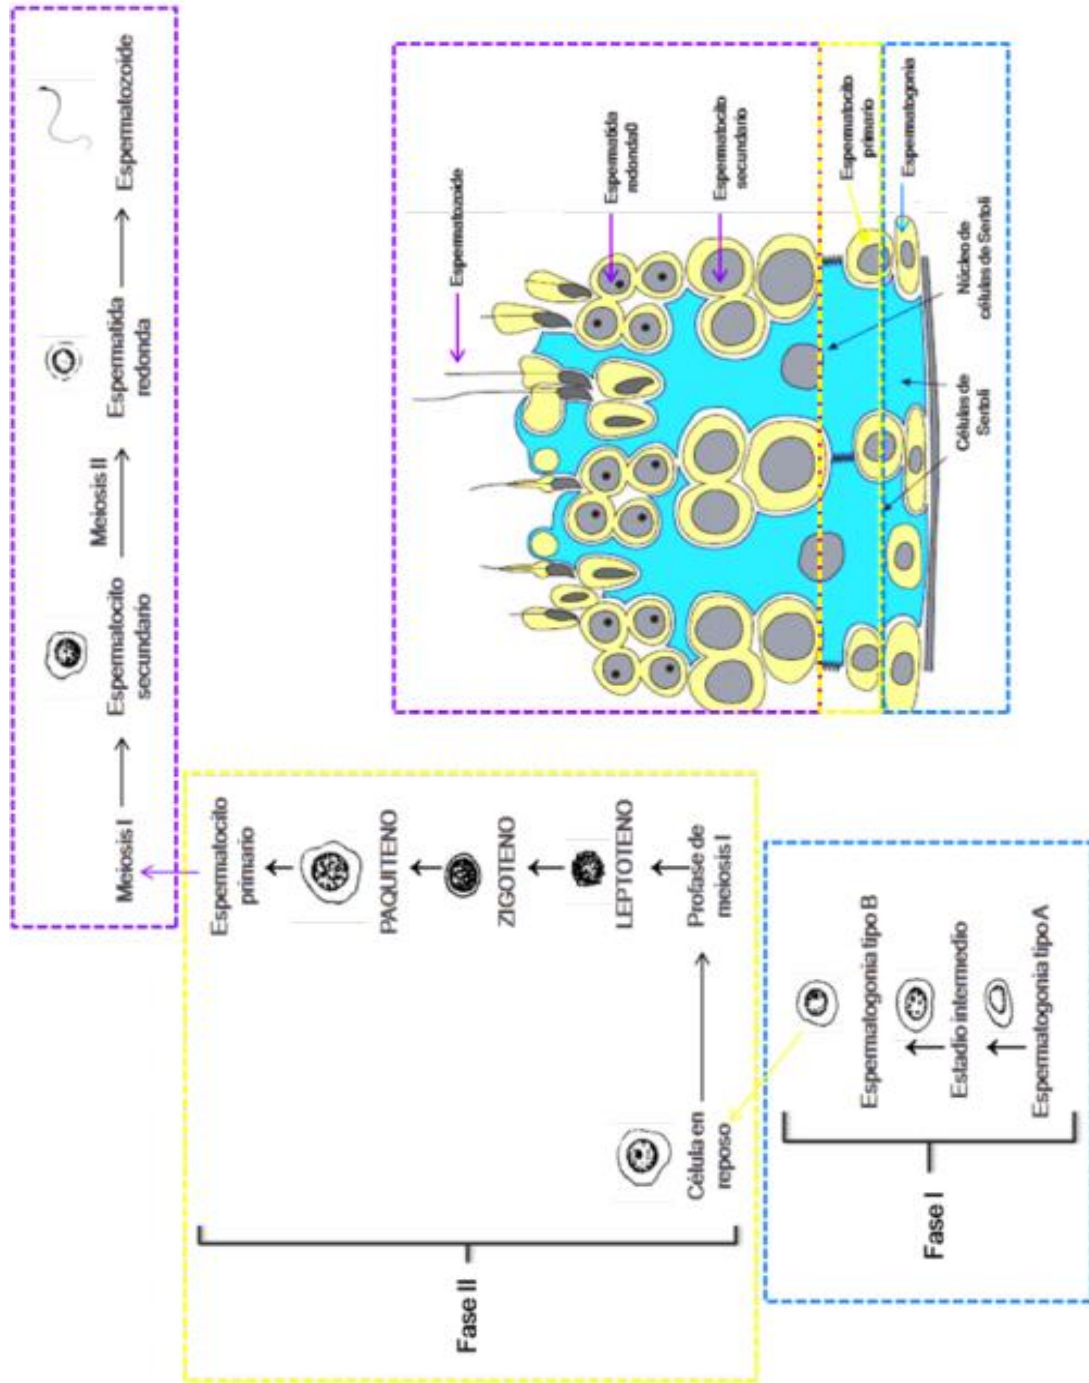 Meiosis I
Espermatocito
secundario
Meiosis II
Espermatida
redonda
Espermatozoide
Fase II
Célula en
reposo
Profase de
meiosis I
LEPTOTENO
ZIGOTENO
PAQUITENO
Espermatocito
primario
Fase I
Espermatogonia tipo B
Estadio intermedio
Espermatogonia tipo A
Espermatozoide
Espermatida
redonda0
Espermatocito
secundario
Espermatocito
primario
Espermatogonia
Núcleo de
células de Sertoli
Células de
Sertoli